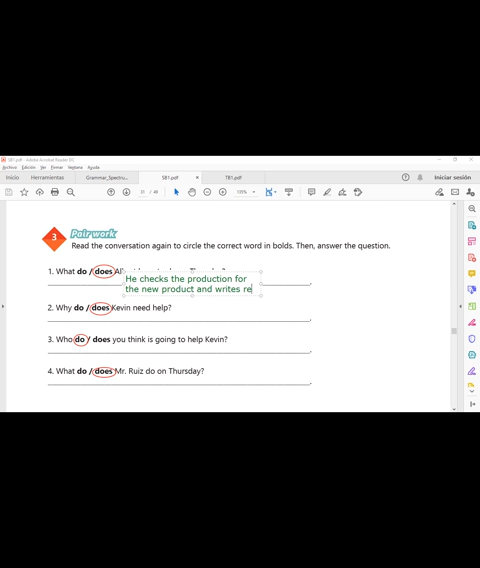 SB1.pdf - Adobe Acrobat Reader DC
Archivo Edición Ver Firmar Ventana Ayuda
Inicio Herramientas Grammar_Spectru... SB1.pdf × TB1.pdf Iniciar sesión
31 / 48 135%
3 Pair work
Read the conversation again to circle the correct word in bolds. Then, answer the question.
1. What do / does
He checks the production for
the new product and writes re
2. Why do / does Kevin need help?
3. Who do / does you think is going to help Kevin?
4. What do / does Mr. Ruiz do on Thursday?